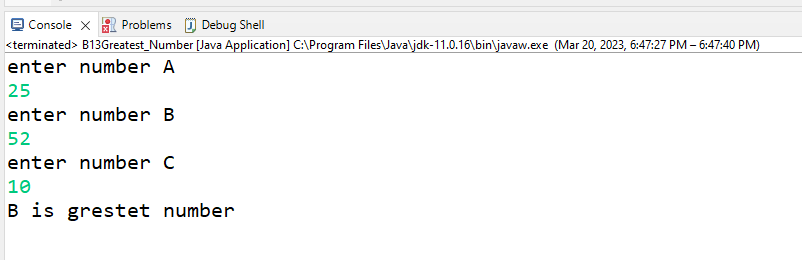 Console Problems Debug Shell
<terminated> B13Greatest_Number [Java Application] C:\Program Files\Java\jdk-11.0.16\bin\javaw.exe (Mar 20, 2023, 6:47:27 PM – 6:47:40 PM)
enter number A
25
enter number B
52
enter number C
10
B is grestet number